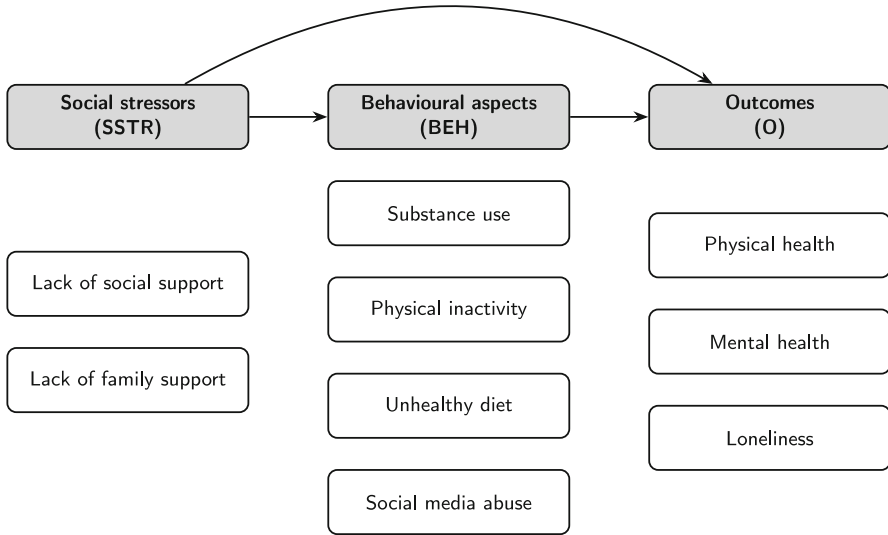 Social stressors
(SSTR)
Behavioural aspects
(BEH)
Outcomes
(O)
Lack of social support
Lack of family support
Substance use
Physical inactivity
Unhealthy diet
Social media abuse
Physical health
Mental health
Loneliness